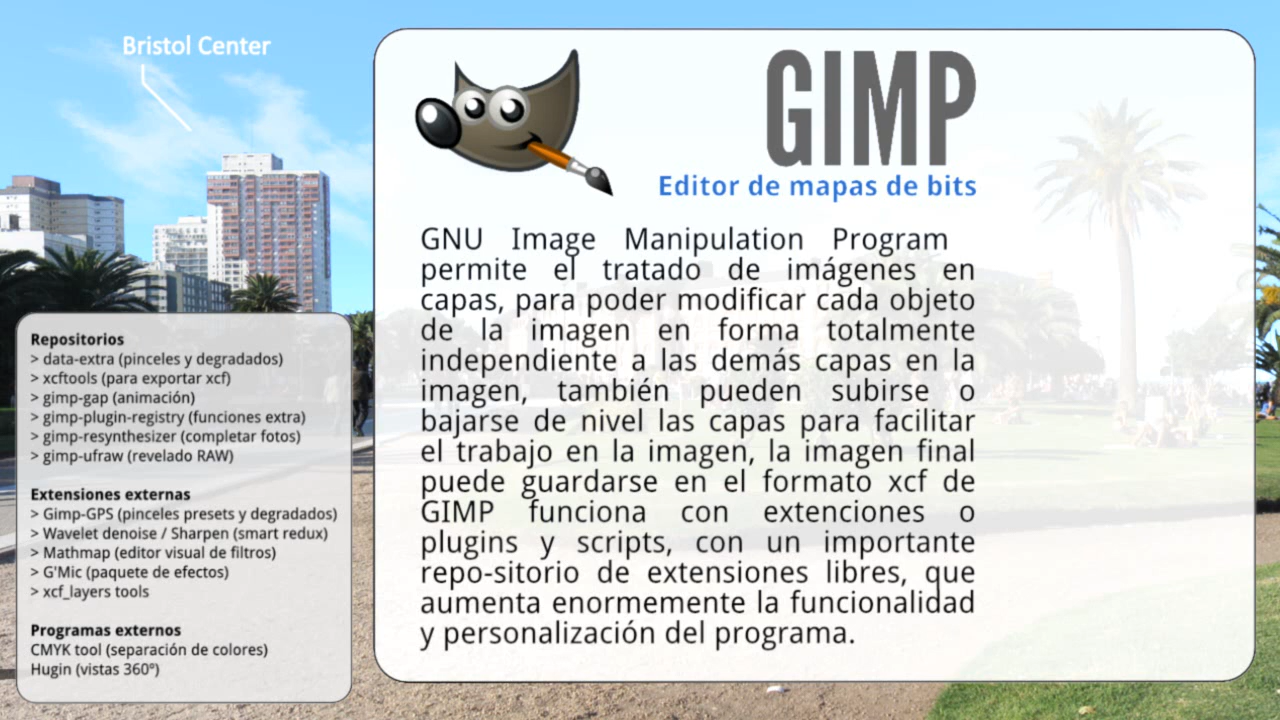 Bristol Center
GIMP
Editor de mapas de bits
GNU Image Manipulation Program
permite el tratado de imágenes en
capas, para poder modificar cada objeto
de la imagen en forma totalmente
independiente a las demás capas en la
imagen, también pueden subirse o
bajarse de nivel las capas para facilitar
el trabajo en la imagen, la imagen final
puede guardarse en el formato xcf de
GIMP funciona con extenciones o
plugins y scripts, con un importante
repo-sitorio de extensiones libres, que
aumenta enormemente la funcionalidad
y personalización del programa.
Repositorios
> data-extra (pinceles y degradados)
> xcftools (para exportar xcf)
> gimp-gap (animación)
> gimp-plugin-registry (funciones extra)
> gimp-resynthesizer (completar fotos)
> gimp-ufraw (revelado RAW)
Extensiones externas
> Gimp-GPS (pinceles presets y degradados)
> Wavelet denoise / Sharpen (smart redux)
> Mathmap (editor visual de filtros)
> G'Mic (paquete de efectos)
> xcf_layers tools
Programas externos
CMYK tool (separación de colores)
Hugin (vistas 360º)